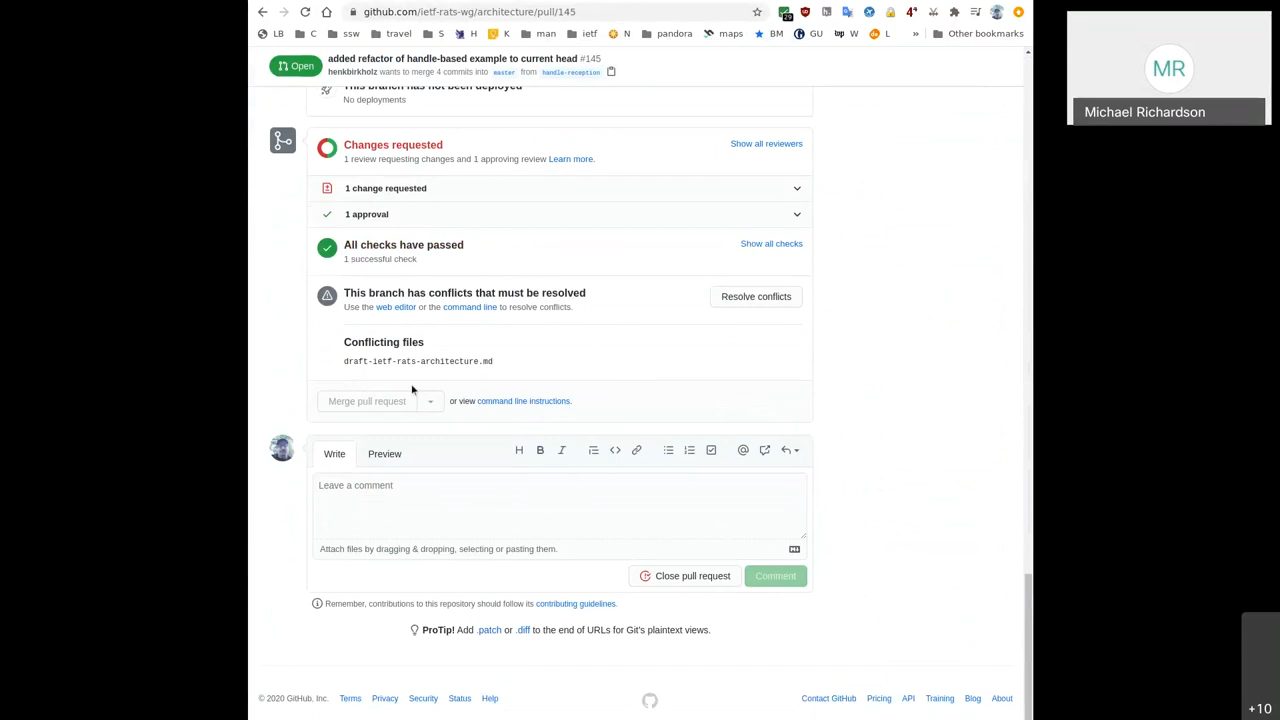 github.com/ietf-rats-wg/architecture/pull/145
29
4⁹
LB C ssw travel S H K man ietf N pandora maps BM GU W L » Other bookmarks
Open
added refactor of handle-based example to current head #145
henkbirkholz wants to merge 4 commits into master from handle-reception
This branch has not been deployed
No deployments
Changes requested
Show all reviewers
1 review requesting changes and 1 approving review Learn more.
1 change requested
1 approval
All checks have passed
Show all checks
1 successful check
This branch has conflicts that must be resolved
Resolve conflicts
Use the web editor or the command line to resolve conflicts.
Conflicting files
draft-ietf-rats-architecture.md
Merge pull request
or view command line instructions.
Write Preview
Leave a comment
Attach files by dragging & dropping, selecting or pasting them.
Close pull request Comment
Remember, contributions to this repository should follow its contributing guidelines.
ProTip! Add .patch or .diff to the end of URLs for Git's plaintext views.
© 2020 GitHub, Inc. Terms Privacy Security Status Help
Contact GitHub Pricing API Training Blog About
MR
Michael Richardson
+10